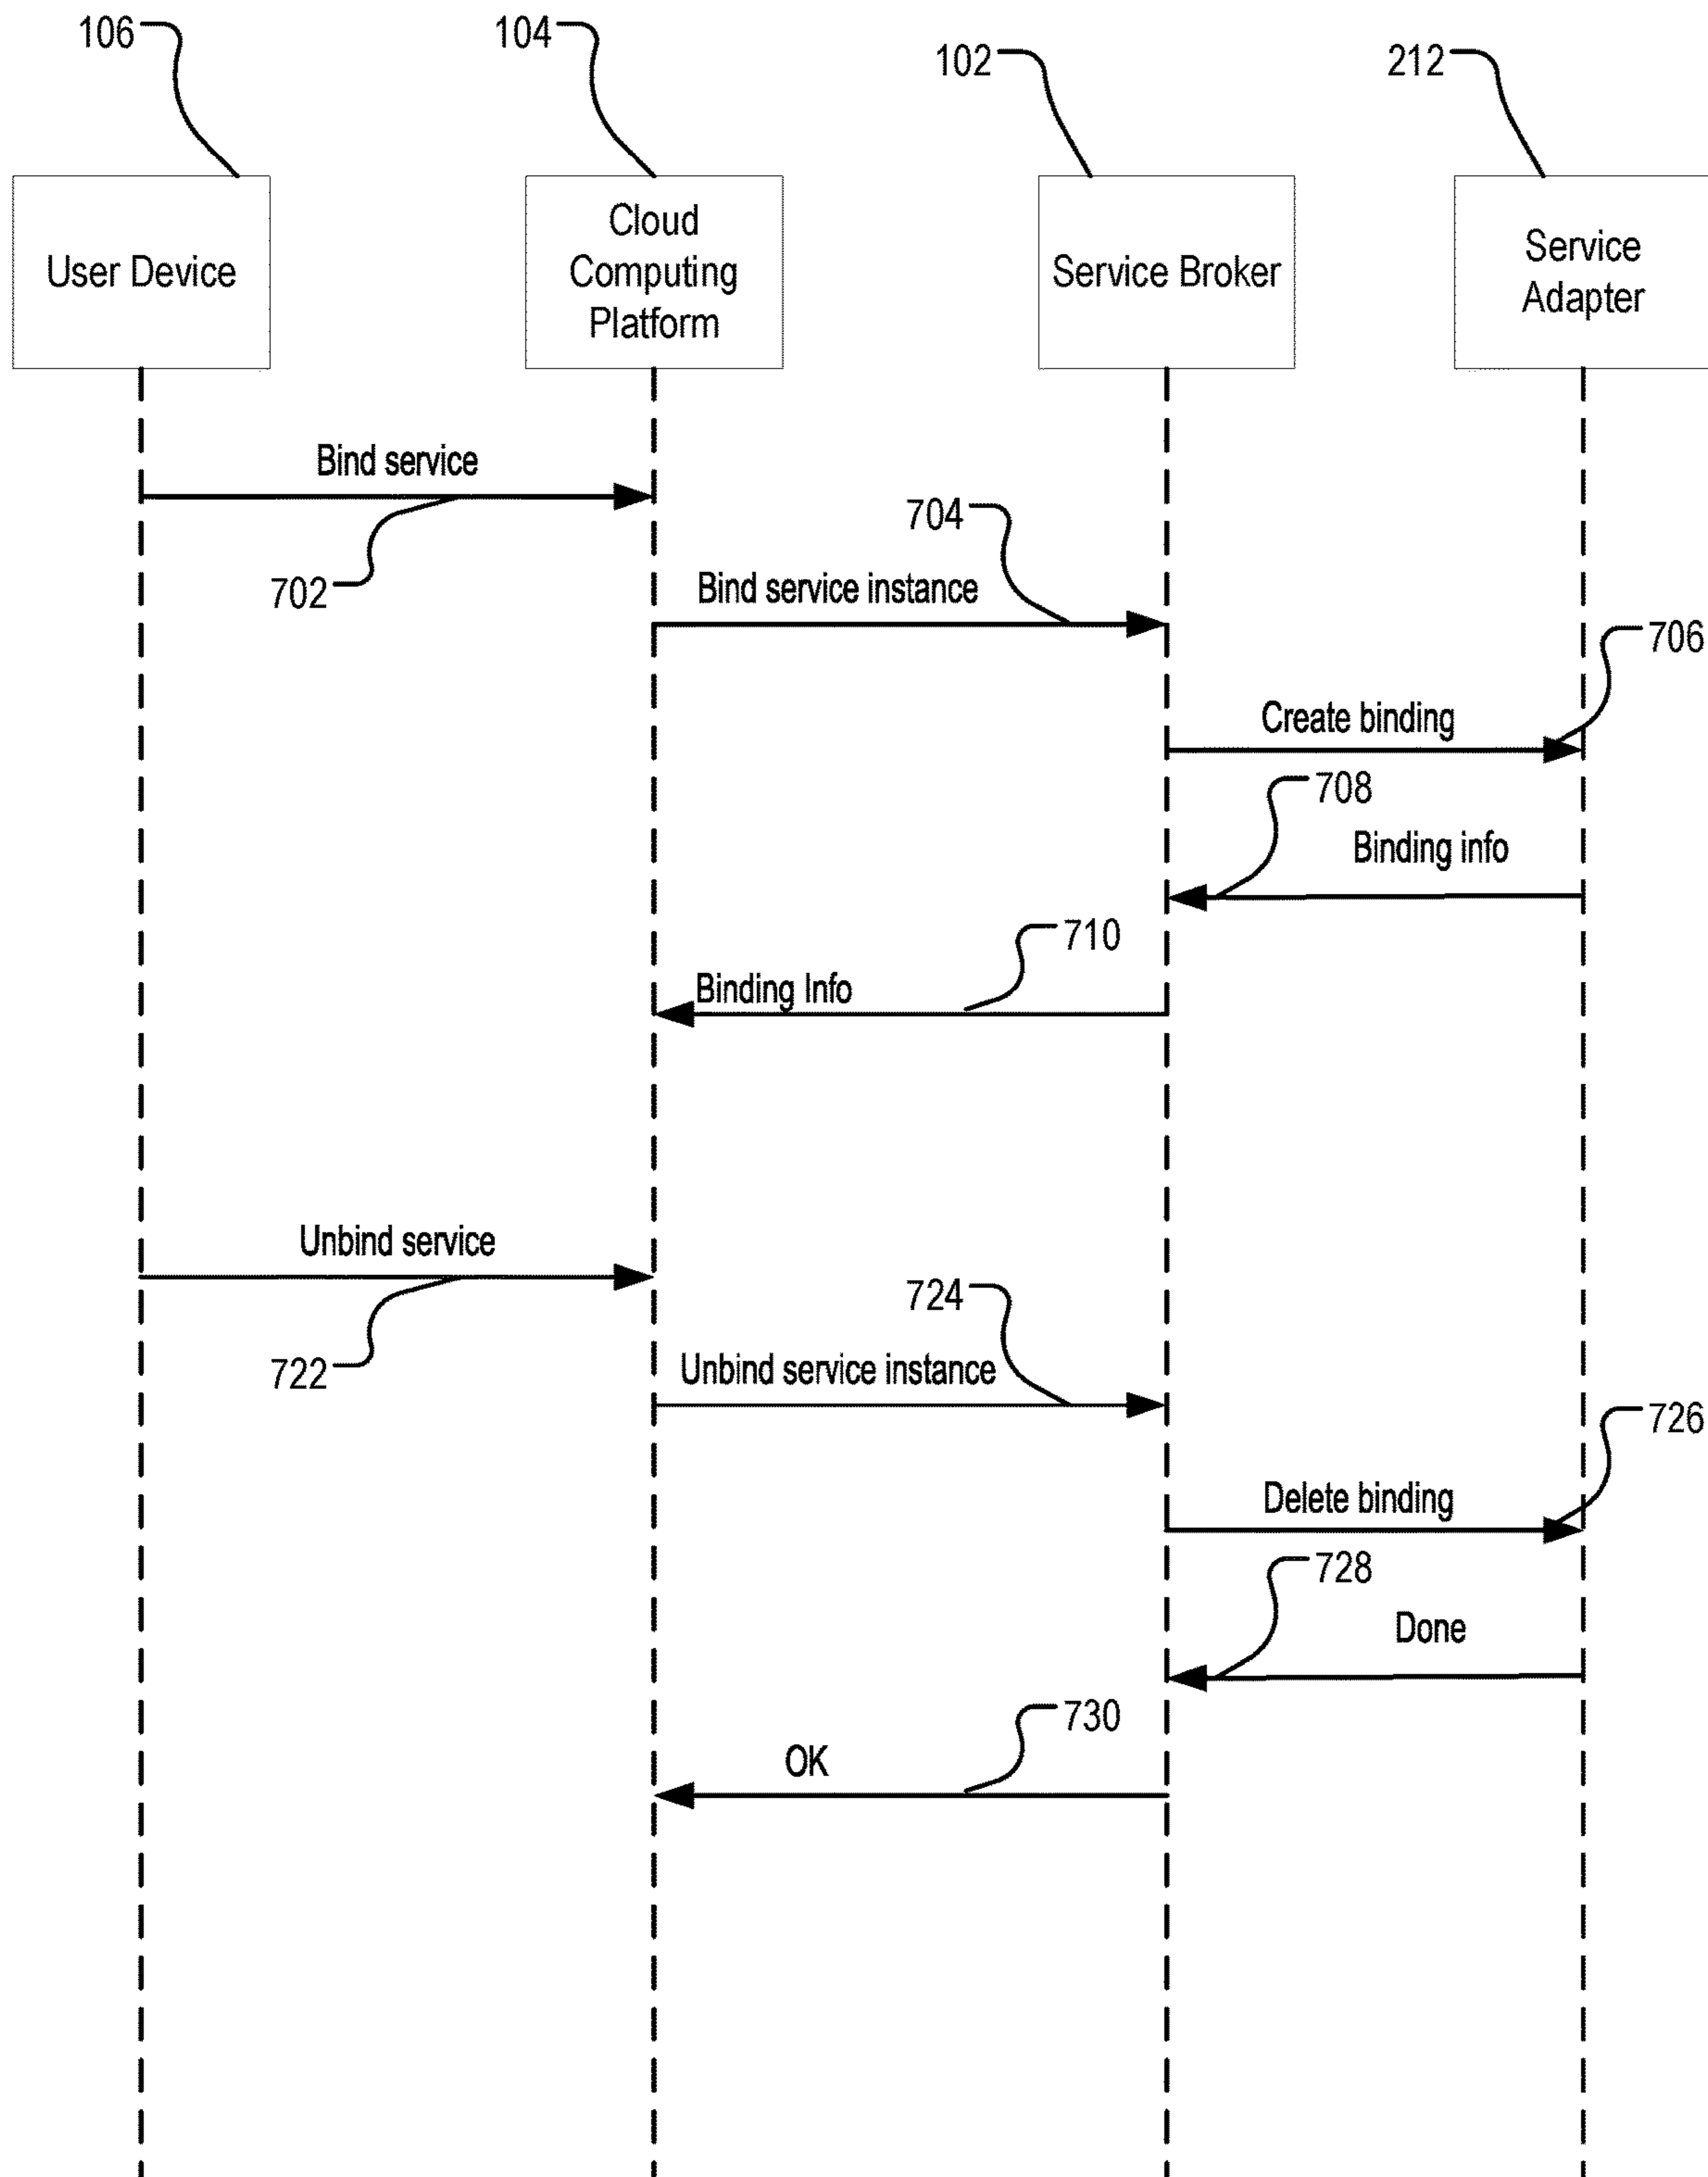 106
104
102
212
User Device
Cloud
Computing
Platform
Service Broker
Service
Adapter
Bind service
702
704
Bind service instance
706
Create binding
708
Binding info
710
Binding Info
Unbind service
722
724
Unbind service instance
726
Delete binding
728
Done
730
OK